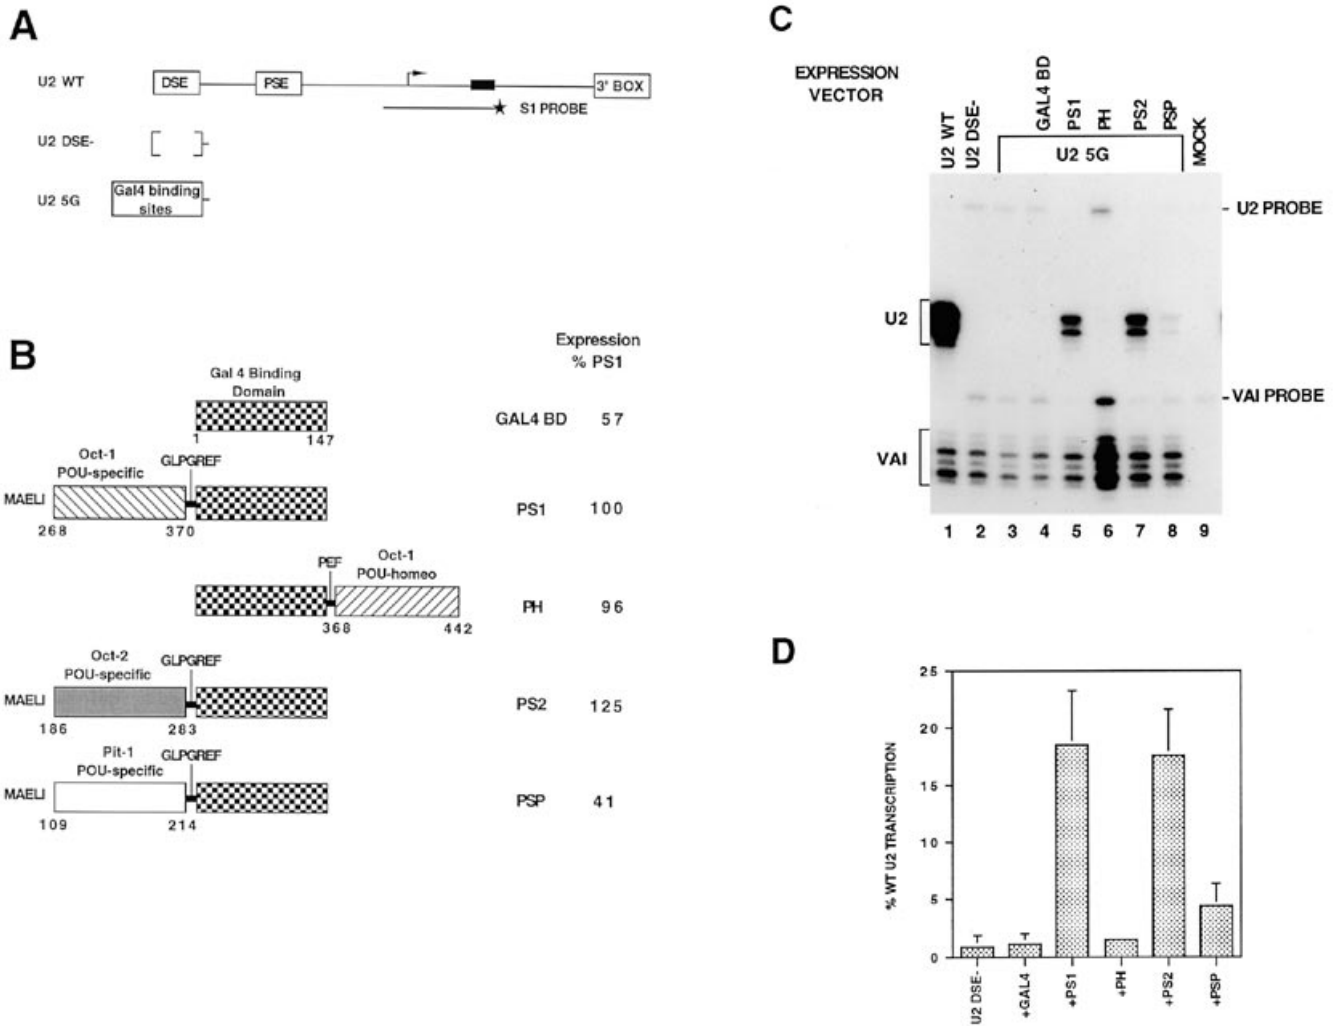 A
U2 WT
DSE
PSE
3' BOX
S1 PROBE
U2 DSE-
U2 5G
Gal4 binding
sites
B
Expression
% PS1
Gal 4 Binding
Domain
GAL4 BD 57
1 147
Oct-1
POU-specific
GLPGREF
MAELI
PS1 100
268 370
PEF
Oct-1
POU-homeo
PH 96
368 442
Oct-2
POU-specific
GLPGREF
MAELI
PS2 125
186 283
Pit-1
POU-specific
GLPGREF
MAELI
PSP 41
109 214
C
EXPRESSION
VECTOR
U2 WT
U2 DSE-
GAL4 BD
PS1
PH
PS2
PSP
MOCK
U2 5G
U2 PROBE
U2
VAI PROBE
VAI
1 2 3 4 5 6 7 8 9
D
% WT U2 TRANSCRIPTION
25
20
15
10
5
0
U2 DSE-
+GAL4
+PS1
+PH
+PS2
+PSP